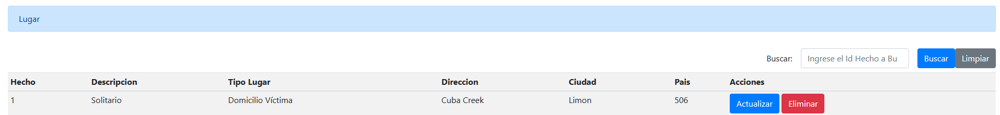 Lugar
Buscar: Ingrese el Id Hecho a Bu Buscar Limpiar
Hecho Descripcion Tipo Lugar Direccion Ciudad Pais Acciones
1 Solitario Domicilio Víctima Cuba Creek Limon 506 Actualizar Eliminar